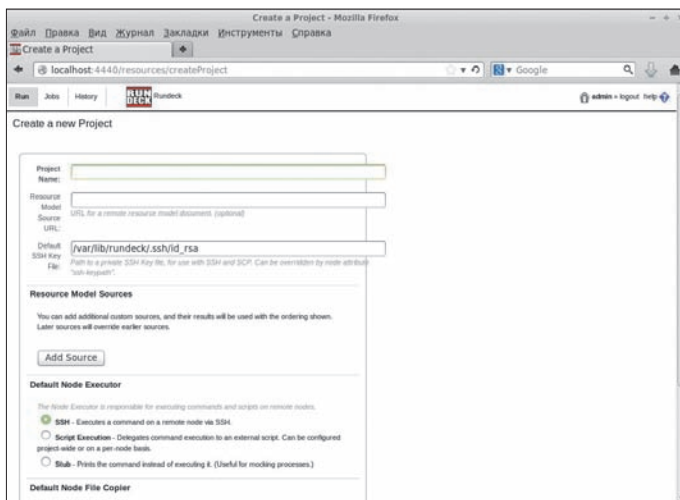 Create a Project - Mozilla Firefox
Файл Правка Вид Журнал Закладки Инструменты Справка
Create a Project
localhost:4440/resources/createProject
Google
Run Jobs History RUN DECK Rundeck admin » logout help
Create a new Project
Project Name:
Resource Model Source URL:
URL for a remote resource model document. (optional)
Default SSH Key File:
/var/lib/rundeck/.ssh/id_rsa
Path to a private SSH Key file, for use with SSH and SCP. Can be overridden by node attribute
"ssh-keypath".
Resource Model Sources
You can add additional custom sources, and their results will be used with the ordering shown.
Later sources will override earlier sources.
Add Source
Default Node Executor
The Node Executor is responsible for executing commands and scripts on remote nodes.
SSH - Executes a command on a remote node via SSH.
Script Execution - Delegates command execution to an external script. Can be configured
project-wide or on a per-node basis.
Stub - Prints the command instead of executing it. (Useful for mocking processes.)
Default Node File Copier